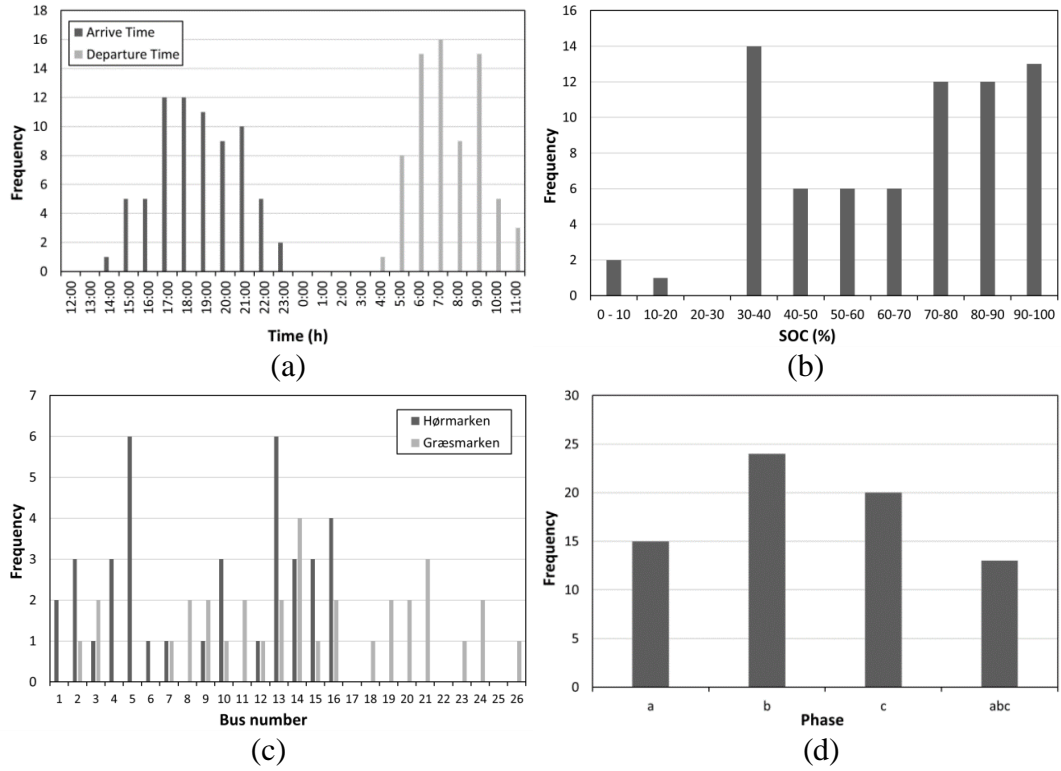 18
16
14
12
10
8
6
4
2
0
Frequency
Arrive Time
Departure Time
12:00 13:00 14:00 15:00 16:00 17:00 18:00 19:00 20:00 21:00 22:00 23:00 0:00 1:00 2:00 3:00 4:00 5:00 6:00 7:00 8:00 9:00 10:00 11:00
Time (h)
(a)
16
14
12
10
8
6
4
2
0
Frequency
0 - 10 10-20 20-30 30-40 40-50 50-60 60-70 70-80 80-90 90-100
SOC (%)
(b)
7
6
5
4
3
2
1
0
Frequency
Hørmarken
Græsmarken
1 2 3 4 5 6 7 8 9 10 11 12 13 14 15 16 17 18 19 20 21 22 23 24 25 26
Bus number
(c)
30
25
20
15
10
5
0
Frequency
a b c abc
Phase
(d)